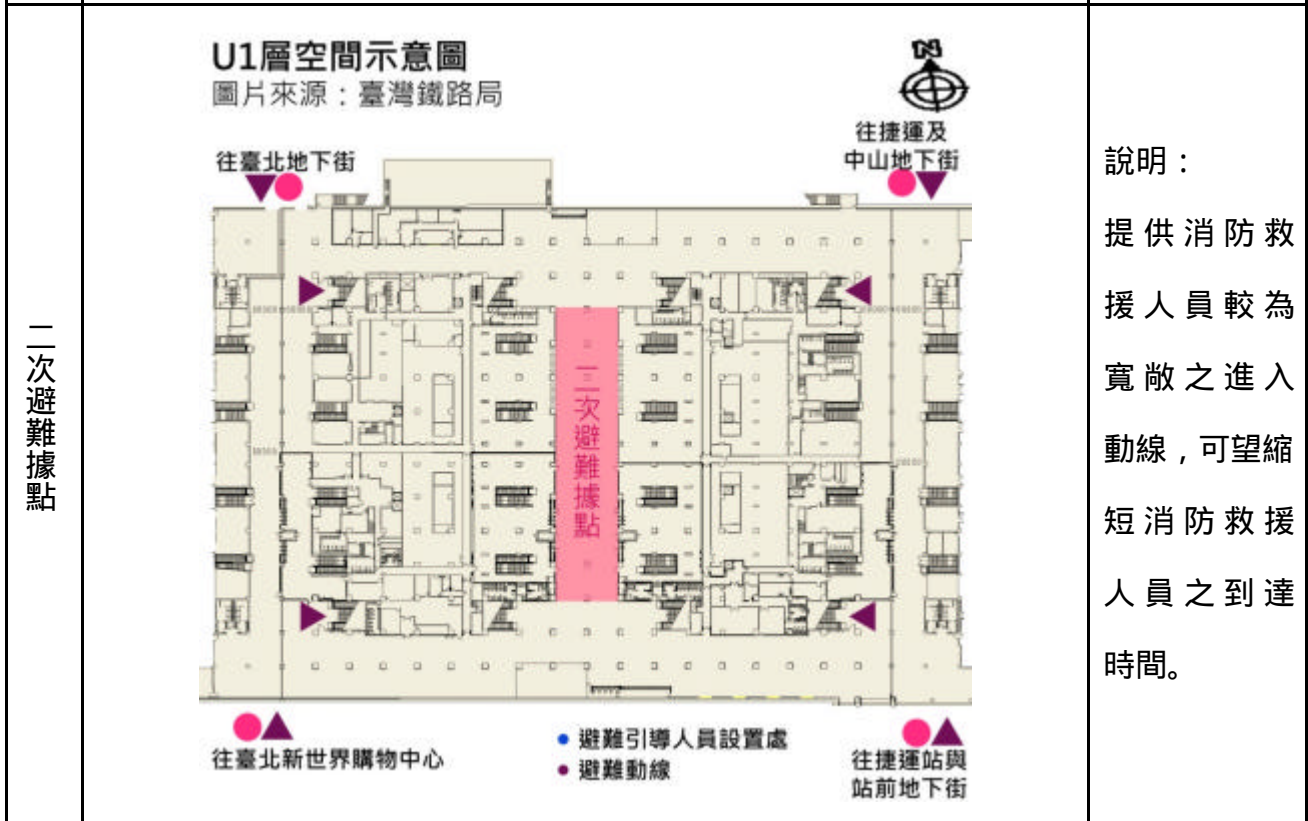 二次避難據點
U1層空間示意圖
圖片來源：臺灣鐵路局
N
往臺北地下街
往捷運及
中山地下街
二次避難據點
往臺北新世界購物中心
避難引導人員設置處
避難動線
往捷運站與
站前地下街
說明：
提供消防救
援人員較為
寬敞之進入
動線，可望縮
短消防救援
人員之到達
時間。